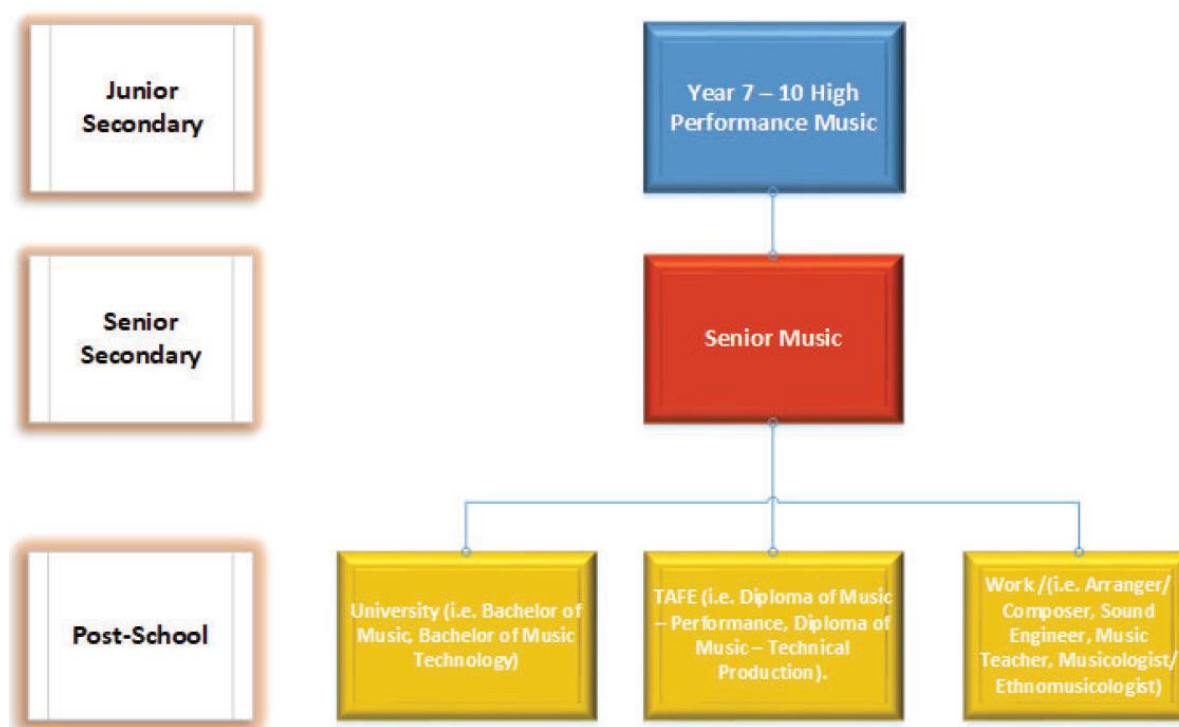 Junior
Secondary
Year 7 – 10 High
Performance Music
Senior
Secondary
Senior Music
Post-School
University (i.e. Bachelor of
Music, Bachelor of Music
Technology)
TAFE (i.e. Diploma of Music
– Performance, Diploma of
Music – Technical
Production).
Work /(i.e. Arranger/
Composer, Sound
Engineer, Music
Teacher, Musicologist/
Ethnomusicologist)